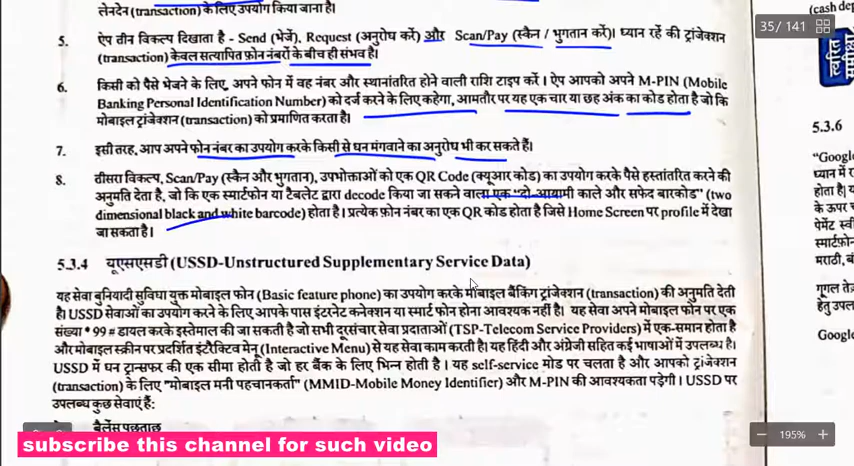 लेनदेन (transaction) के लिए उपयोग किया जाना है।
5. ऐप तीन विकल्प दिखाता है - Send (भेजें), Request (अनुरोध करें) और Scan/Pay (स्कैन / भुगतान करें)। ध्यान रहें की ट्रांजेक्शन
(transaction) केवल सत्यापित फ़ोन नंबरों के बीच ही संभव है।
6. किसी को पैसे भेजने के लिए, अपने फोन में वह नंबर और स्थानांतरित होने वाली राशि टाइप करें। ऐप आपको अपने M-PIN (Mobile
Banking Personal Identification Number) को दर्ज करने के लिए कहेगा, आमतौर पर यह एक चार या छह अंक का कोड होता है जो कि
मोबाइल ट्रांजेक्शन (transaction) को प्रमाणित करता है।
7. इसी तरह, आप अपने फोन नंबर का उपयोग करके किसी से धन मंगवाने का अनुरोध भी कर सकते हैं।
8. तीसरा विकल्प, Scan/Pay (स्कैन और भुगतान), उपभोक्ताओं को एक QR Code (क्यूआर कोड) का उपयोग करके पैसे हस्तांतरित करने की
अनुमति देता है, जो कि एक स्मार्टफोन या टैबलेट द्वारा decode किया जा सकने वाला एक "दो-आयामी काले और सफेद बारकोड" (two
dimensional black and white barcode) होता है। प्रत्येक फ़ोन नंबर का एक QR कोड होता है जिसे Home Screen पर profile में देखा
जा सकता है।
5.3.4 यूएसएसडी (USSD-Unstructured Supplementary Service Data)
यह सेवा बुनियादी सुविधा युक्त मोबाइल फोन (Basic feature phone) का उपयोग करके मोबाइल बैंकिंग ट्रांजेक्शन (transaction) की अनुमति देती
है। USSD सेवाओं का उपयोग करने के लिए आपके पास इंटरनेट कनेक्शन या स्मार्ट फोन होना आवश्यक नहीं है। यह सेवा अपने मोबाइल फोन पर एक
संख्या * 99 # डायल करके इस्तेमाल की जा सकती है जो सभी दूरसंचार सेवा प्रदाताओं (TSP-Telecom Service Providers) में एक-समान होता है
और मोबाइल स्क्रीन पर प्रदर्शित इंटरैक्टिव मेनू (Interactive Menu) से यह सेवा काम करती है। यह हिंदी और अंग्रेजी सहित कई भाषाओं में उपलब्ध है।
USSD में धन ट्रान्सफर की एक सीमा होती है जो हर बैंक के लिए भिन्न होती है। यह self-service मोड पर चलता है और आपको ट्रांजेक्शन
(transaction) के लिए "मोबाइल मनी पहचानकर्ता" (MMID-Mobile Money Identifier) और M-PIN की आवश्यकता पड़ेगी। USSD पर
उपलब्ध कुछ सेवाएं हैं:
बैलेंस पूछताछ
35 / 141
(cash dep
त्वरित
समीक्षा
5.3.6
"Google
ध्यान में र
होता है। य
के ऊपर च
पेमेंट स्वी
स्मार्टफ़ोन
मराठी, बं
गूगल तेज़
हेतु उपल
Google
195%
subscribe this channel for such video